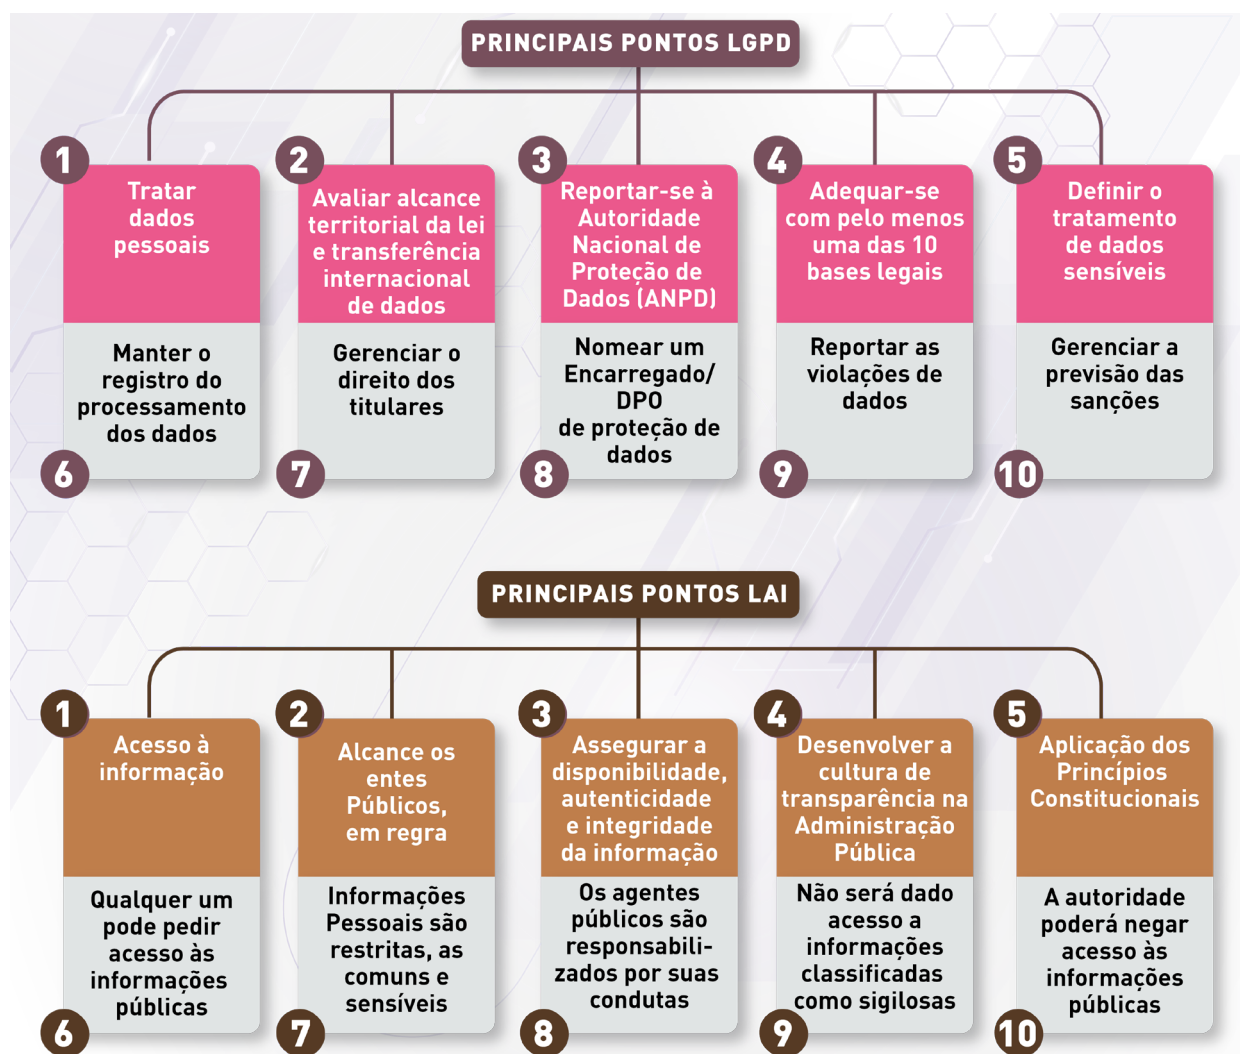 PRINCIPAIS PONTOS LGPD
1
Tratar
dados
pessoais
2
Avaliar alcance
territorial da lei
e transferência
internacional
de dados
3
Reportar-se à
Autoridade
Nacional de
Proteção de
Dados (ANPD)
4
Adequar-se
com pelo menos
uma das 10
bases legais
5
Definir o
tratamento
de dados
sensíveis
Manter o
registro do
processamento
dos dados
6
Gerenciar o
direito dos
titulares
7
Nomear um
Encarregado/
DPO
de proteção de
dados
8
Reportar as
violações de
dados
9
Gerenciar a
previsão das
sanções
10
PRINCIPAIS PONTOS LAI
1
Acesso à
informação
2
Alcance os
entes
Públicos,
em regra
3
Assegurar a
disponibilidade,
autenticidade
e integridade
da informação
4
Desenvolver a
cultura de
transparência na
Administração
Pública
5
Aplicação dos
Princípios
Constitucionais
Qualquer um
pode pedir
acesso às
informações
públicas
6
Informações
Pessoais são
restritas, as
comuns e
sensíveis
7
Os agentes
públicos são
responsabili-
zados por suas
condutas
8
Não será dado
acesso a
informações
classificadas
como sigilosas
9
A autoridade
poderá negar
acesso às
informações
públicas
10